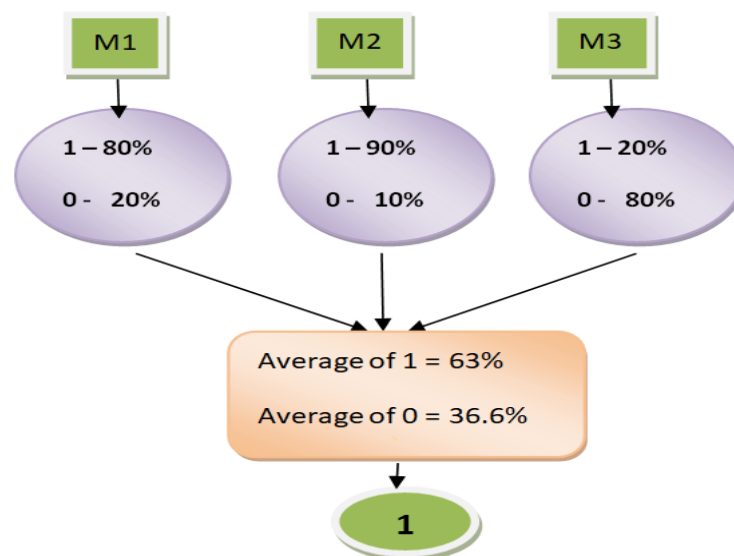 M1
M2
M3
1 – 80%
0 - 20%
1 – 90%
0 - 10%
1 – 20%
0 - 80%
Average of 1 = 63%
Average of 0 = 36.6%
1